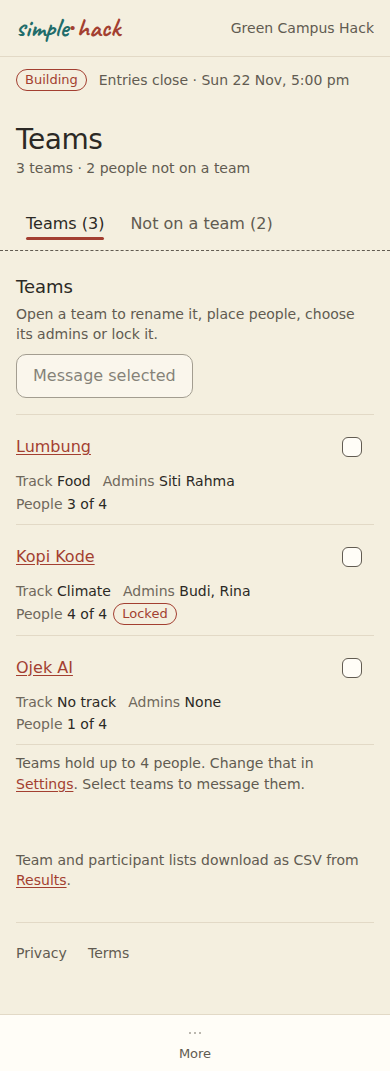 simple·hack
Green Campus Hack
Building
Entries close · Sun 22 Nov, 5:00 pm
Teams
3 teams · 2 people not on a team
Teams (3)
Not on a team (2)
Teams
Open a team to rename it, place people, choose
its admins or lock it.
Message selected
Lumbung
Track Food Admins Siti Rahma
People 3 of 4
Kopi Kode
Track Climate Admins Budi, Rina
People 4 of 4 Locked
Ojek AI
Track No track Admins None
People 1 of 4
Teams hold up to 4 people. Change that in
Settings. Select teams to message them.
Team and participant lists download as CSV from
Results.
Privacy Terms
...
More